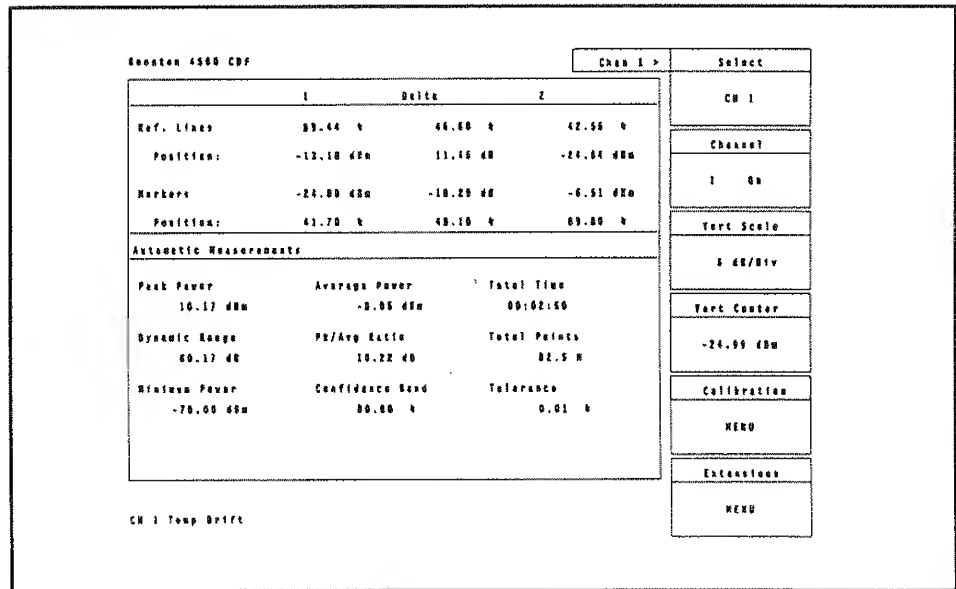 Boonton 4500 CDF
Chan 1 >
Select
CH 1
1 Delta 2
Ref. Lines 89.44 % 46.88 % 42.56 %
Position: -13.18 dBm 11.46 dB -24.64 dBm
Markers -24.80 dBm -18.29 dB -6.51 dBm
Position: 41.70 % 48.10 % 89.80 %
Automatic Measurements
Peak Power Average Power Total Time
10.17 dBm -0.05 dBm 00:02:50
Dynamic Range Pk/Avg Ratio Total Points
80.17 dB 10.22 dB 82.5 M
Minimum Power Confidence Band Tolerance
-70.00 dBm % 0.01 %
CH 1 Temp Drift
Channel
1 On
Vert Scale
5 dB/Div
Vert Center
-24.99 dBm
Calibration
MENU
Extensions
MENU